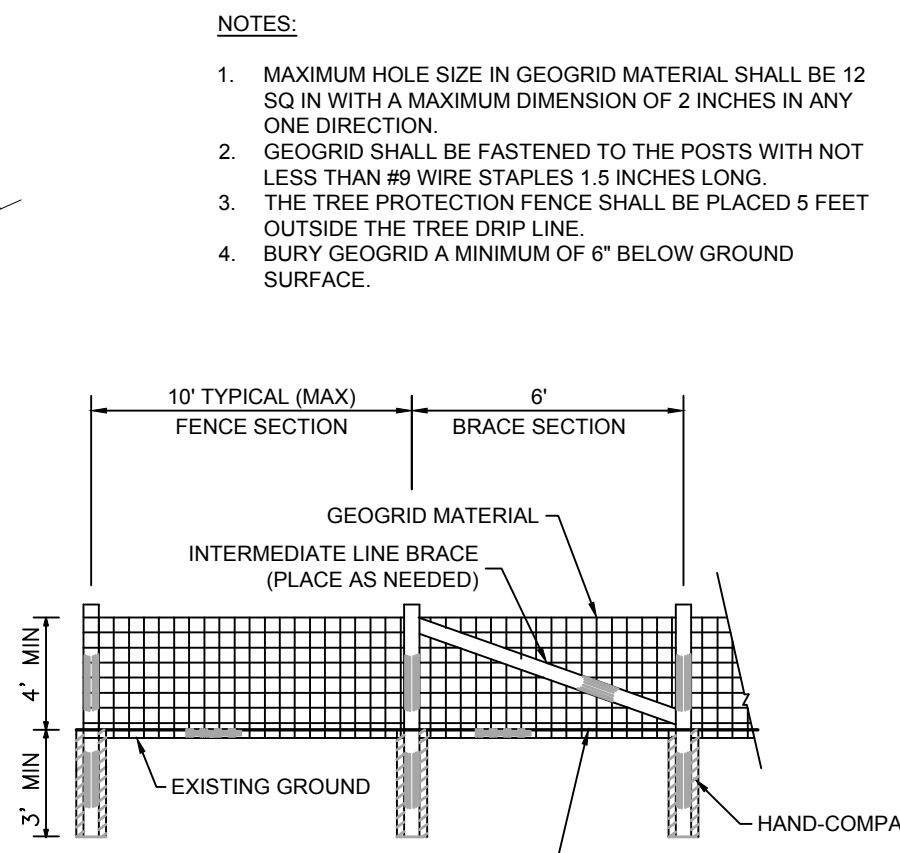 NOTES:
1. MAXIMUM HOLE SIZE IN GEOGRID MATERIAL SHALL BE 12
SQ IN WITH A MAXIMUM DIMENSION OF 2 INCHES IN ANY
ONE DIRECTION.
2. GEOGRID SHALL BE FASTENED TO THE POSTS WITH NOT
LESS THAN #9 WIRE STAPLES 1.5 INCHES LONG.
3. THE TREE PROTECTION FENCE SHALL BE PLACED 5 FEET
OUTSIDE THE TREE DRIP LINE.
4. BURY GEOGRID A MINIMUM OF 6" BELOW GROUND
SURFACE.
10' TYPICAL (MAX)
FENCE SECTION
6'
BRACE SECTION
GEOGRID MATERIAL
INTERMEDIATE LINE BRACE
(PLACE AS NEEDED)
4' MIN
3' MIN
EXISTING GROUND
HAND-COMPA